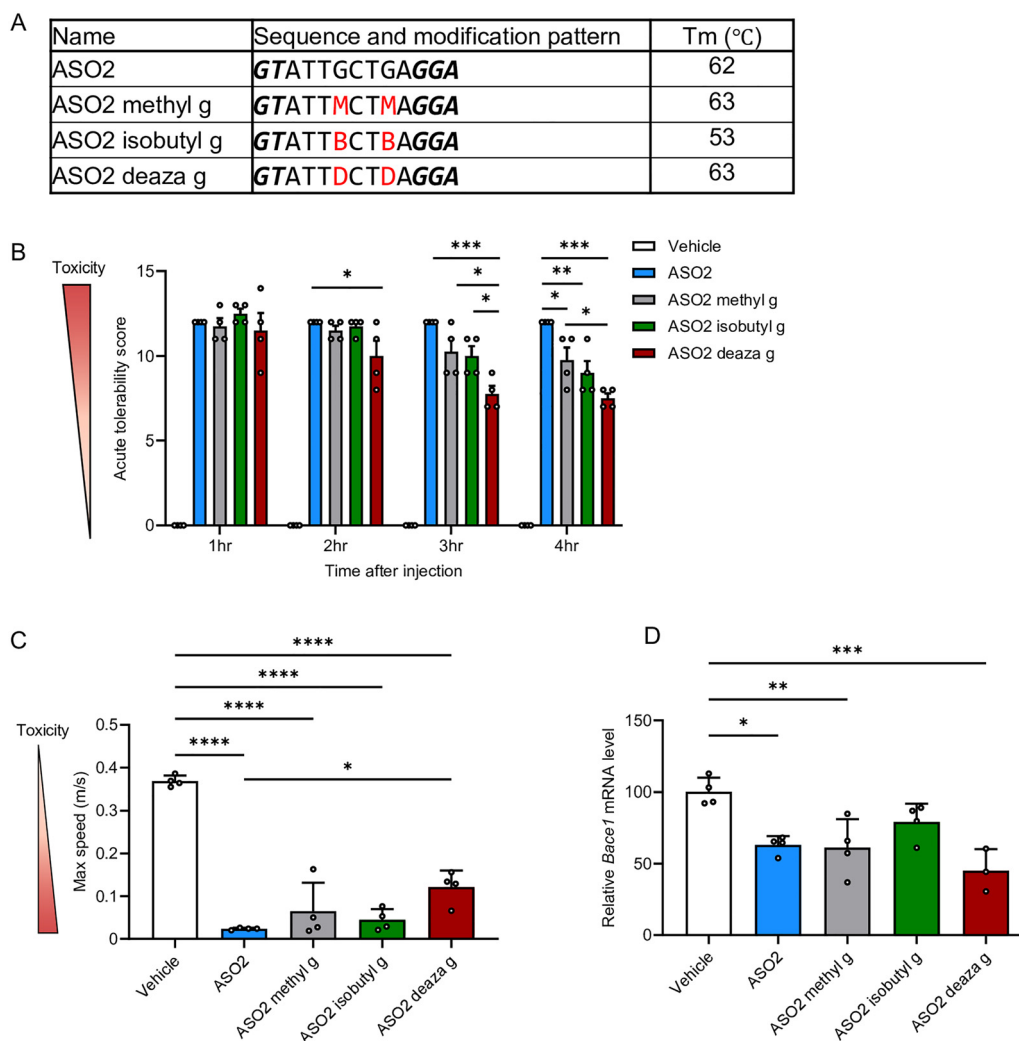 A
Name Sequence and modification pattern Tm (℃)
ASO2 GTATTGCTGAGGA 62
ASO2 methyl g GTATTMCTMAGGA 63
ASO2 isobutyl g GTATTBCTBAGGA 53
ASO2 deaza g GTATTDCTDAGGA 63
B
Toxicity
Acute tolerability score
15
10
5
0
*
***
*
*
***
**
*
*
1hr 2hr 3hr 4hr
Time after injection
Vehicle
ASO2
ASO2 methyl g
ASO2 isobutyl g
ASO2 deaza g
C
Toxicity
Max speed (m/s)
0.5
0.4
0.3
0.2
0.1
0
****
****
****
****
*
Vehicle
ASO2
ASO2 methyl g
ASO2 isobutyl g
ASO2 deaza g
D
Relative Bace1 mRNA level
150
100
50
0
***
**
*
Vehicle
ASO2
ASO2 methyl g
ASO2 isobutyl g
ASO2 deaza g